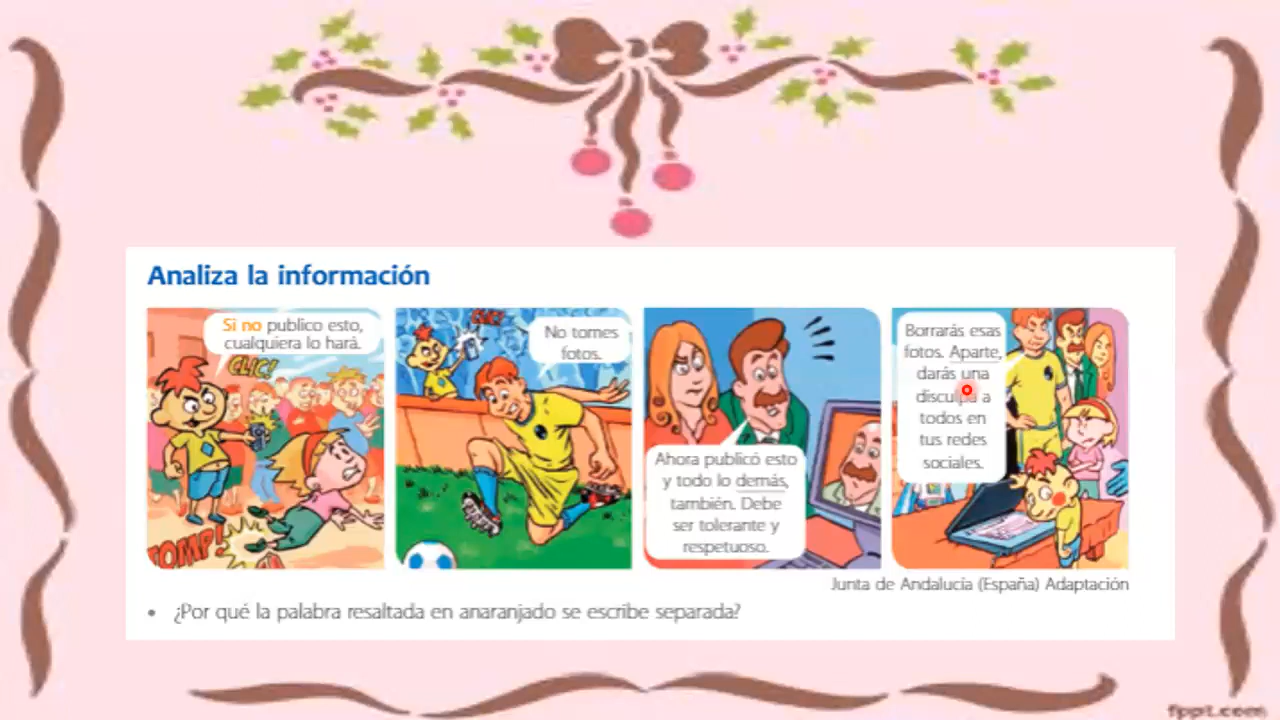 Analiza la información
Si no publico esto,
cualquiera lo hará.
CLIC!
TOMP!
CLIC!
No tomes
fotos.
Ahora publicó esto
y todo lo demás,
también. Debe
ser tolerante y
respetuoso.
Borrarás esas
fotos. Aparte,
darás una
disculpa a
todos en
tus redes
sociales.
Junta de Andalucía (España) Adaptación
• ¿Por qué la palabra resaltada en anaranjado se escribe separada?
fppt.com